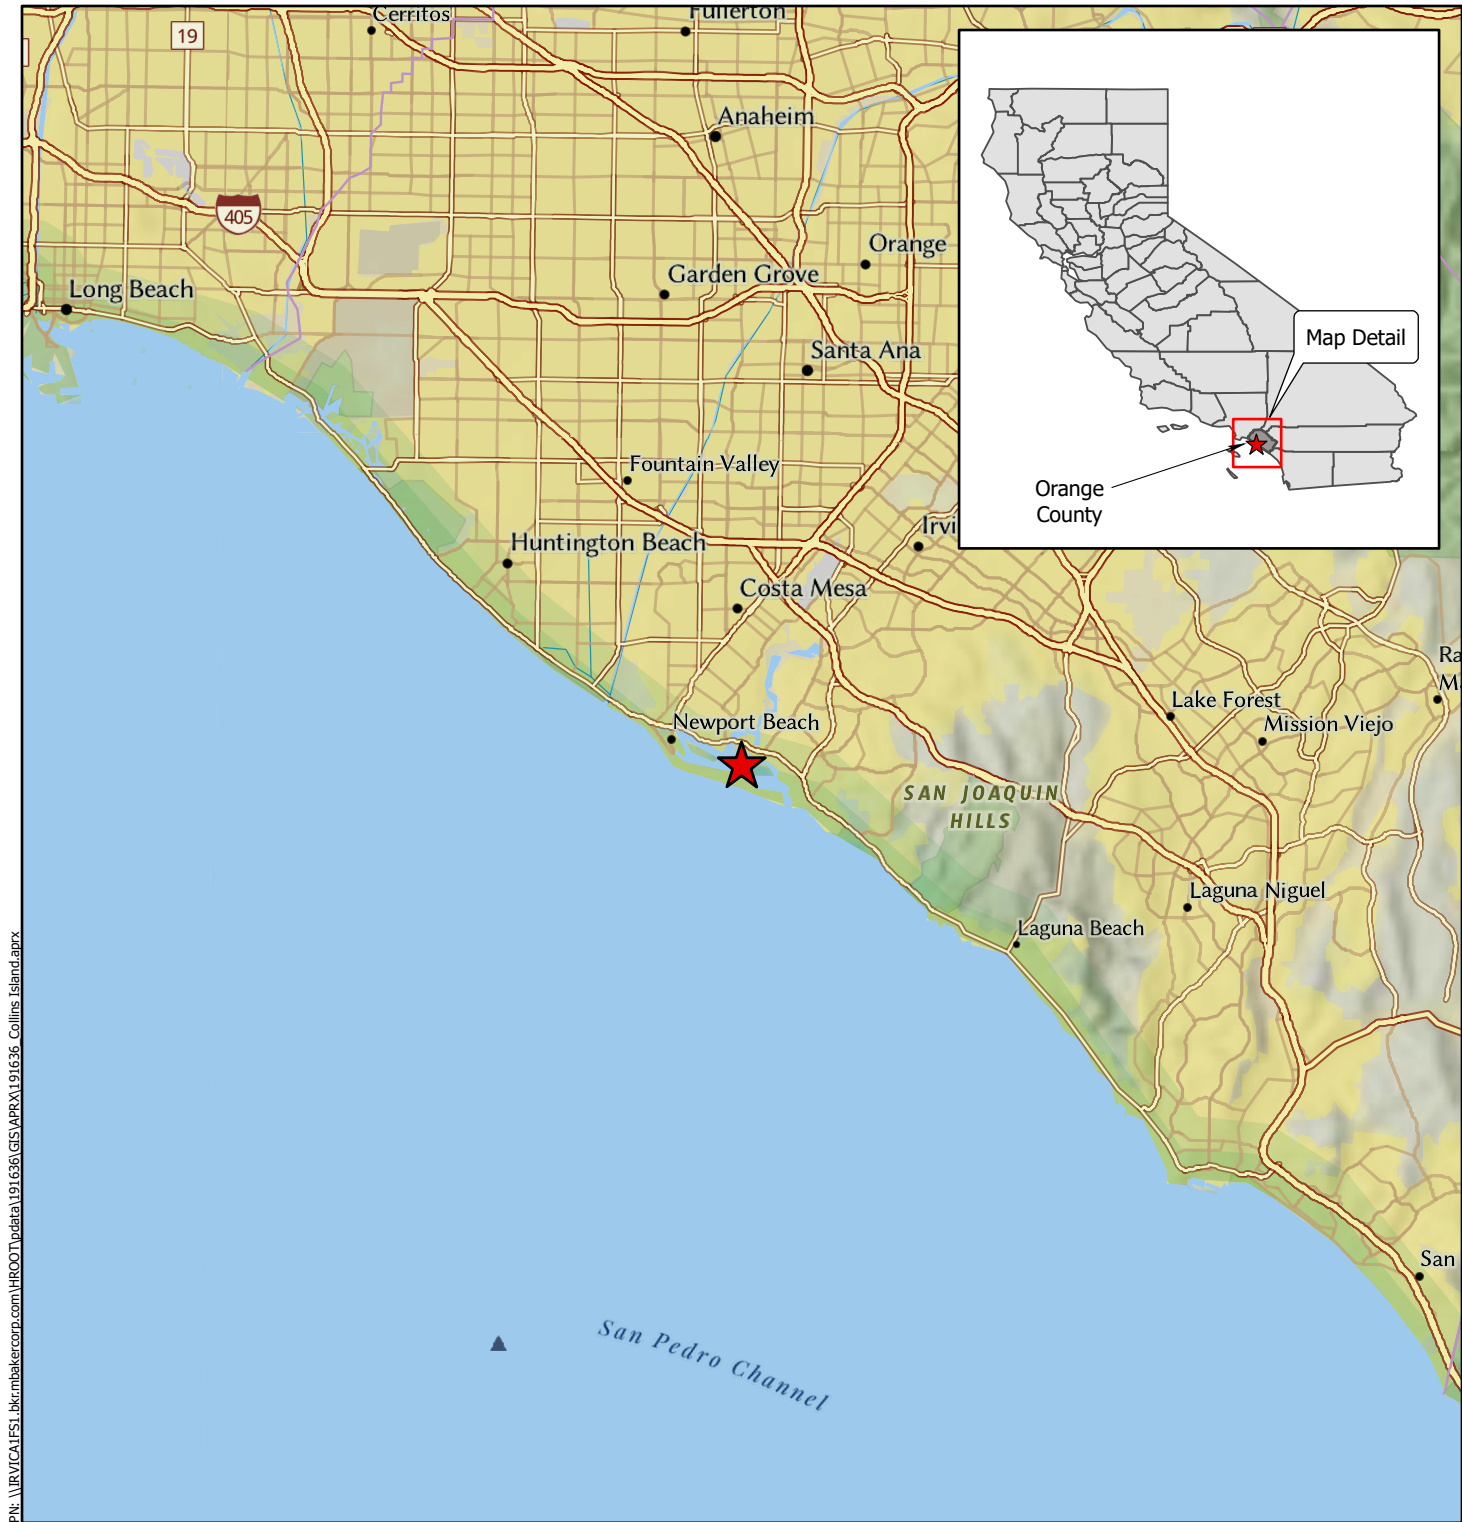 Cerritos
Fullerton
19
Anaheim
405
Orange
Garden Grove
Long Beach
Map Detail
Santa Ana
Fountain Valley
Orange
County
Irvi
Huntington Beach
Costa Mesa
Ra
M
Lake Forest
Newport Beach
Mission Viejo
SAN JOAQUIN
HILLS
Laguna Niguel
Laguna Beach
San
San Pedro Channel
PN: \\IRVICA1FS1.bkr.mbakercorp.com\HROOT\pdata\191636\GIS\APRX\191636_Collins Island.aprx